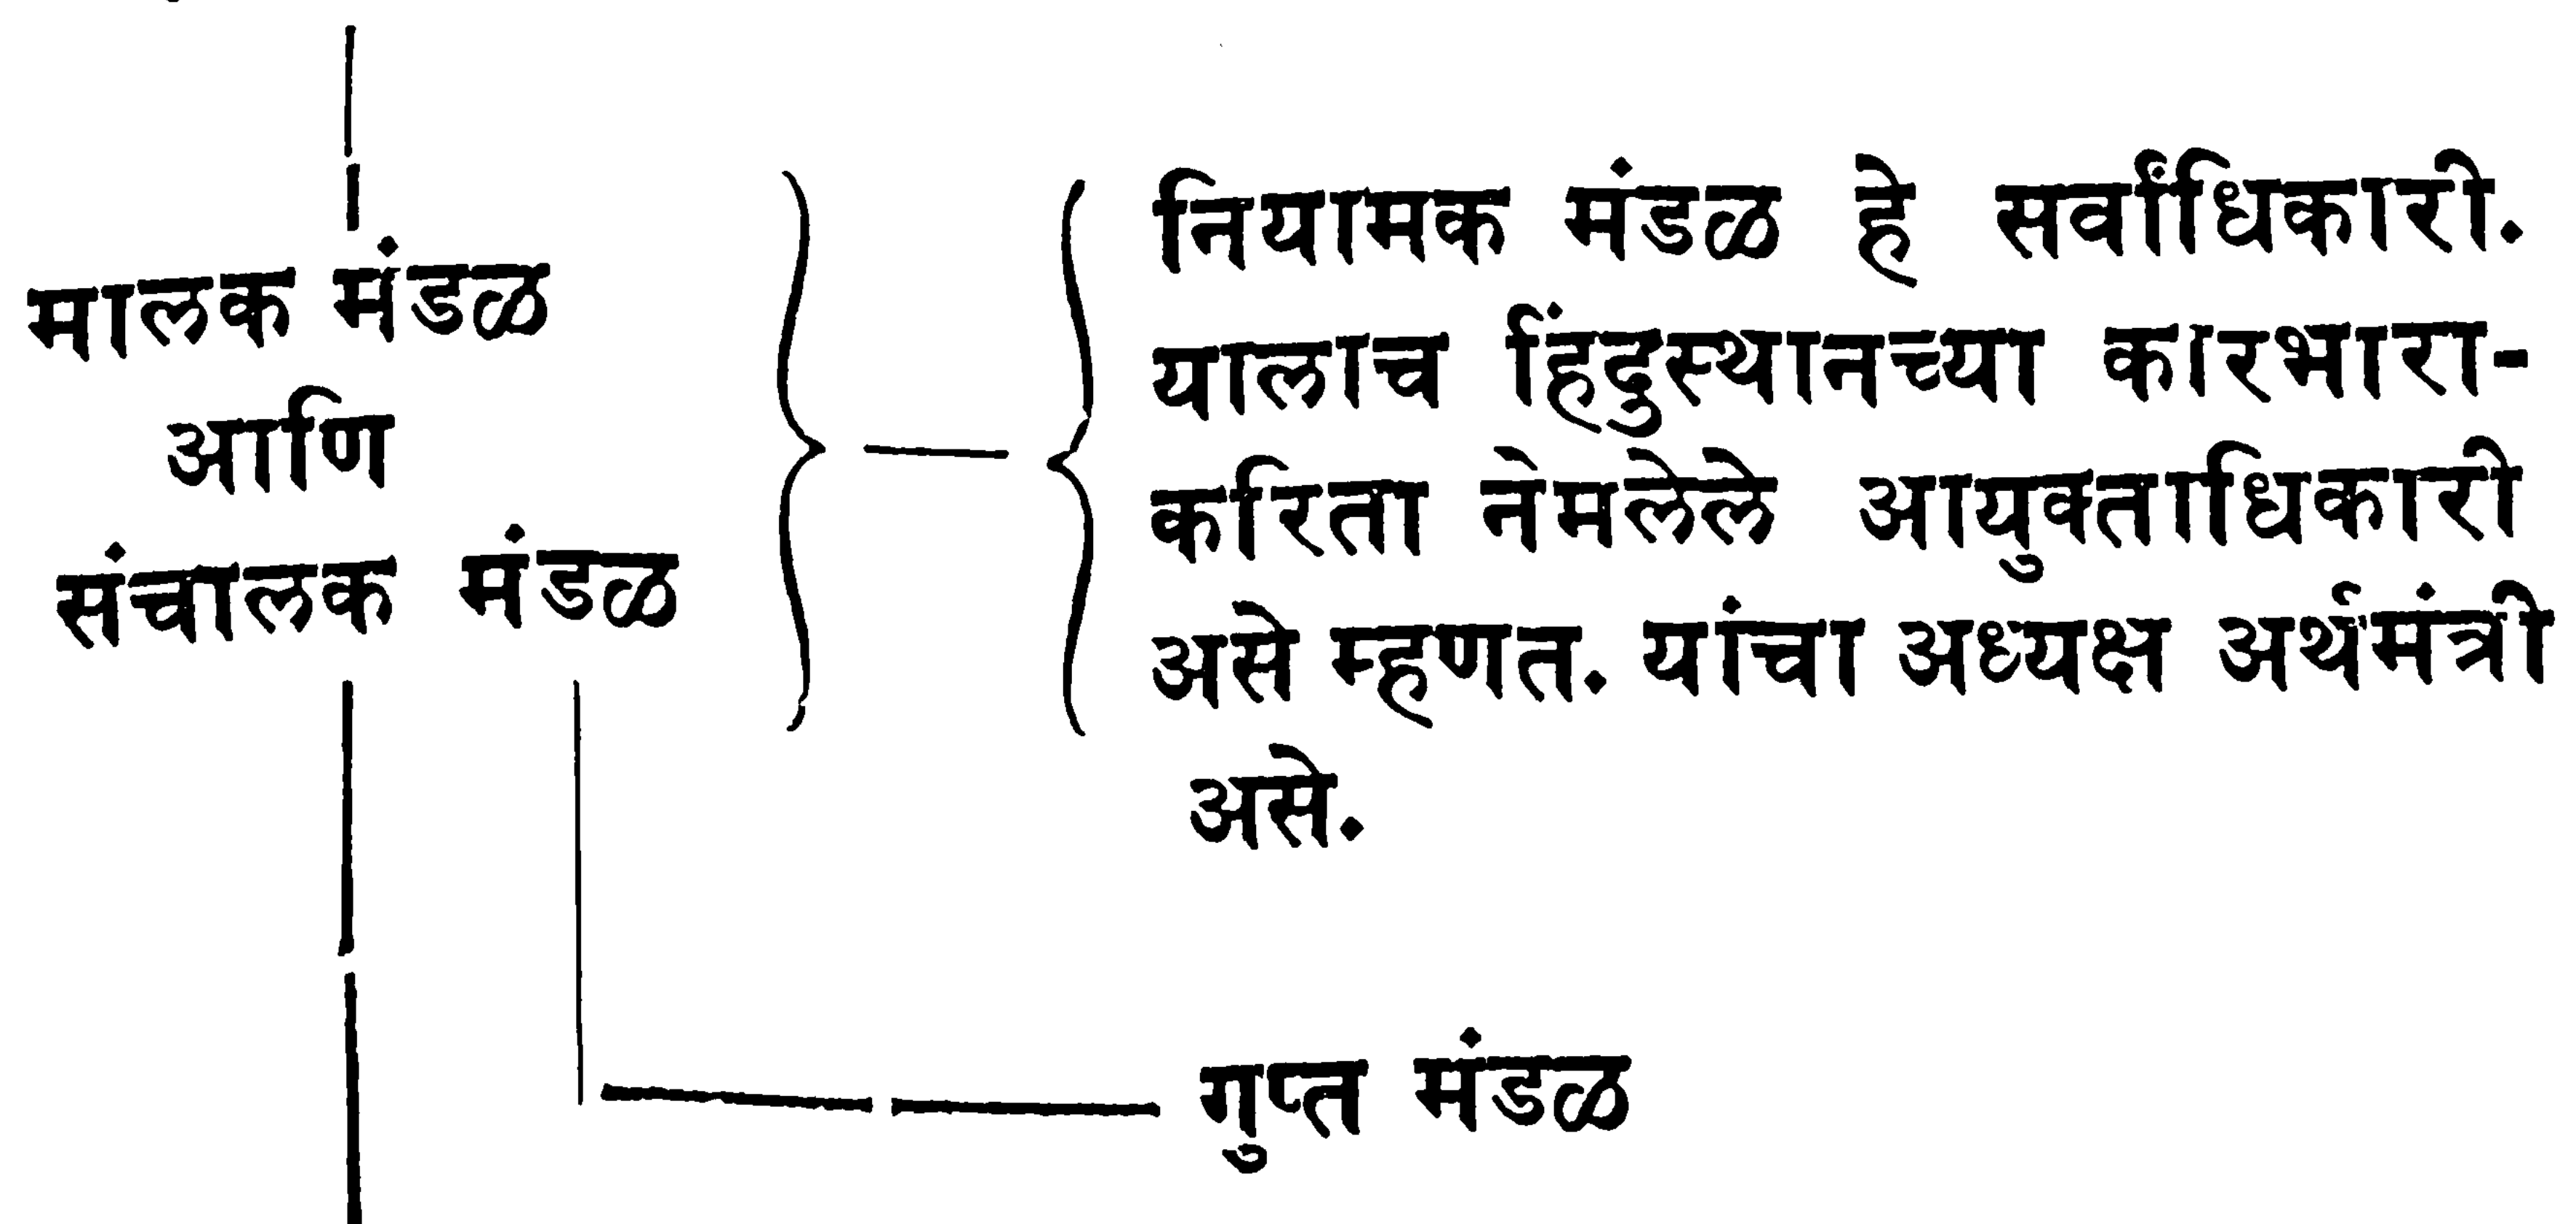 मालक मंडळ
आणि
संचालक मंडळ
नियामक मंडळ हे सर्वाधिकारी.
यालाच हिंदुस्थानच्या कारभारा-
करिता नेमलेले आयुक्ताधिकारी
असे म्हणत. यांचा अध्यक्ष अर्थमंत्री
असे.
गुप्त मंडळ